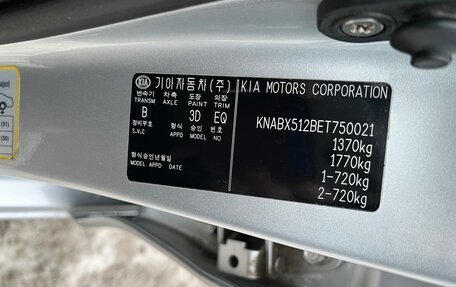 KIA 기아자동차(주)
변속기 차축 도장 외장
TRANSM AXLE PAINT TRIM
B 3D EQ
정비부호 형식 승인 번호
S.V.C MODEL APPD NO
형식승인년월일
MODEL APPD DATE
KIA MOTORS CORPORATION
KNABX512BET750021
1370kg
1770kg
1-720kg
2-720kg